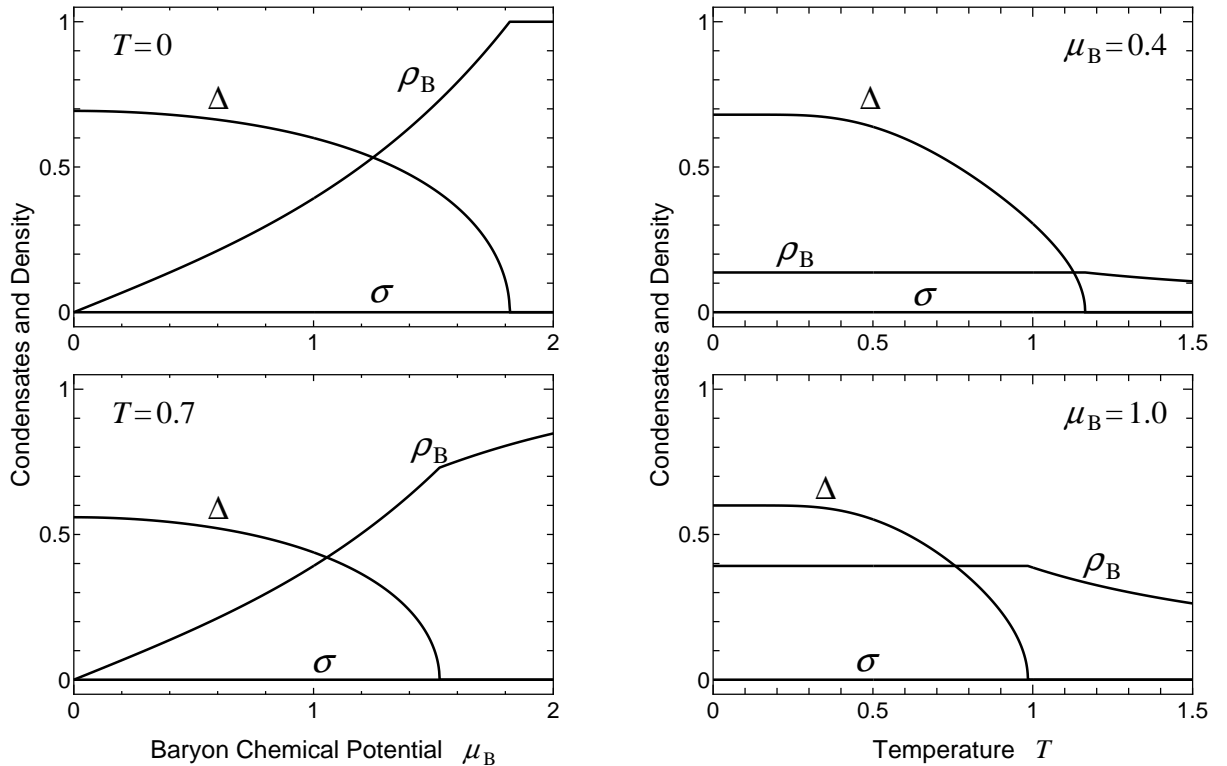 Condensates and Density
1
0.5
0
T=0
Δ
ρB
σ
0
1
2
Condensates and Density
1
0.5
0
μB=0.4
Δ
ρB
σ
0
0.5
1
1.5
1
0.5
0
T=0.7
Δ
ρB
σ
0
1
2
Baryon Chemical Potential μB
1
0.5
0
μB=1.0
Δ
ρB
σ
0
0.5
1
1.5
Temperature T